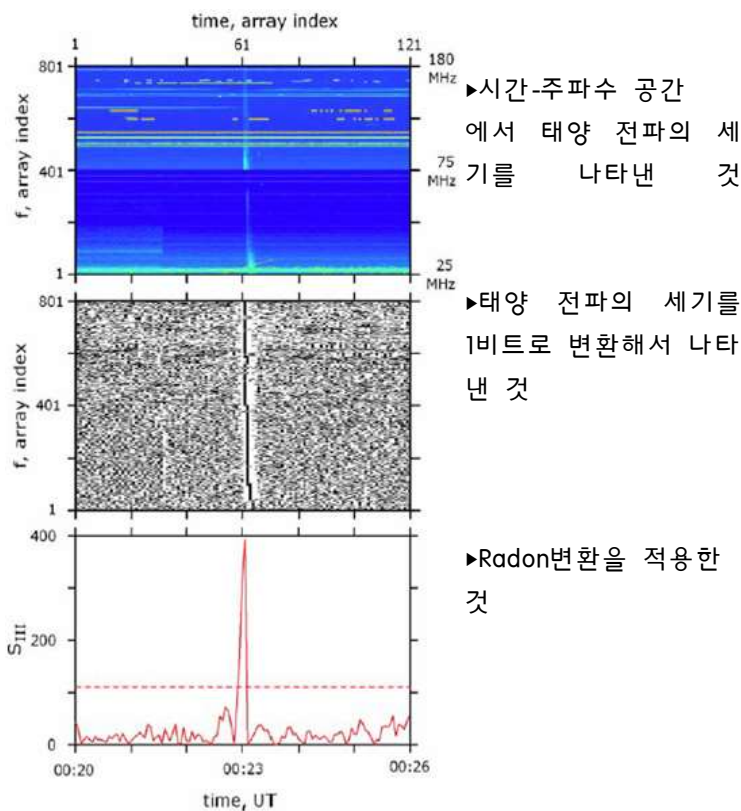 time, array index
1 61 121
801
401
1
f, array index
180
MHz
75
MHz
25
MHz
▶시간-주파수 공간
에서 태양 전파의 세
기를 나타낸 것
801
401
1
f, array index
▶태양 전파의 세기를
1비트로 변환해서 나타
낸 것
400
200
0
SIII
▶Radon변환을 적용한
것
00:20 00:23 00:26
time, UT